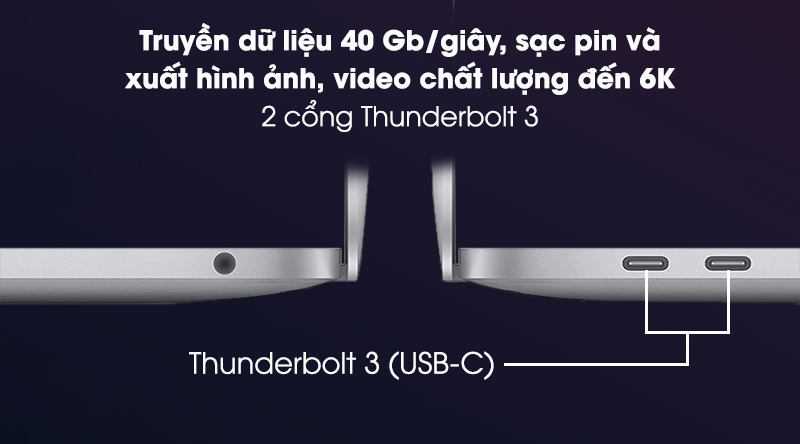 Truyền dữ liệu 40 Gb/giây, sạc pin và
xuất hình ảnh, video chất lượng đến 6K
2 cổng Thunderbolt 3
Thunderbolt 3 (USB-C)